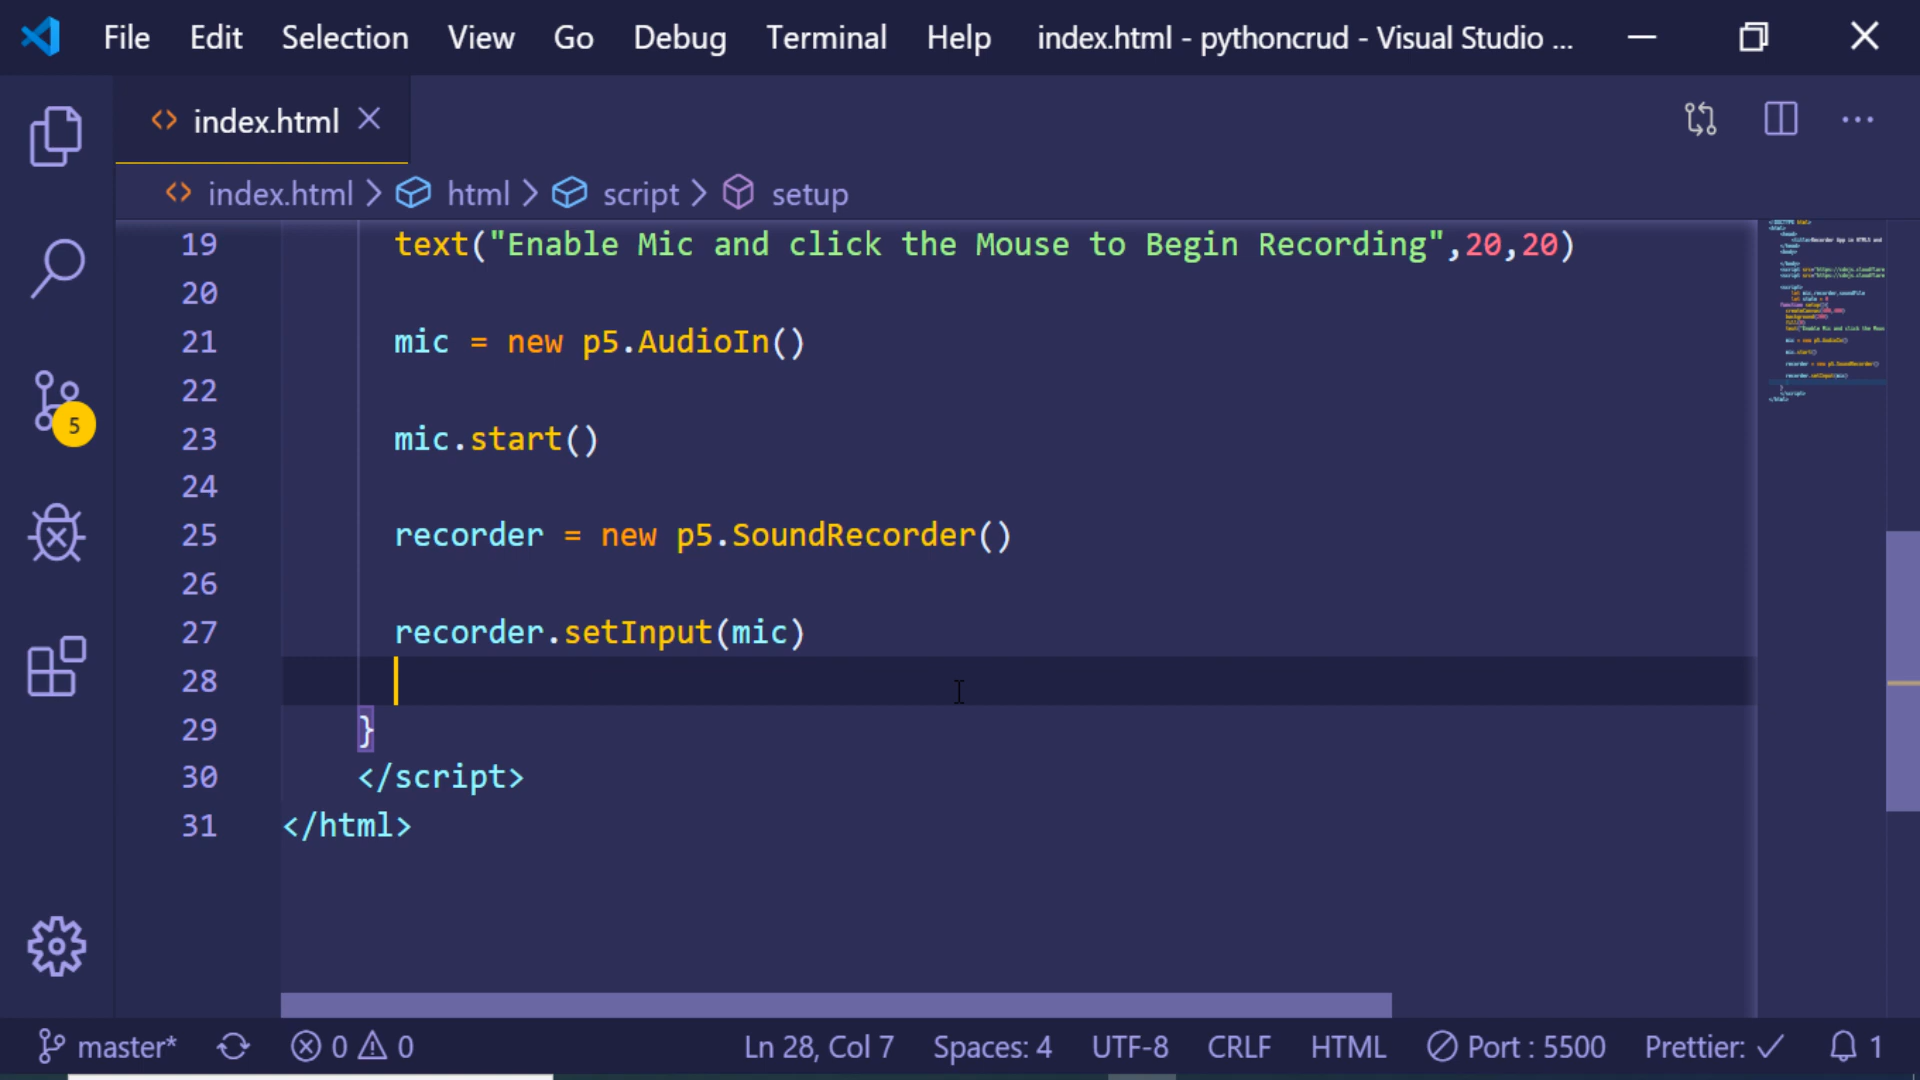 File Edit Selection View Go Debug Terminal Help index.html - pythoncrud - Visual Studio ...
index.html
index.html > html > script > setup
19 text("Enable Mic and click the Mouse to Begin Recording",20,20)
20
21 mic = new p5.AudioIn()
22
23 mic.start()
24
25 recorder = new p5.SoundRecorder()
26
27 recorder.setInput(mic)
28
29 }
30 </script>
31 </html>
5
master* 0 0 Ln 28, Col 7 Spaces: 4 UTF-8 CRLF HTML Port : 5500 Prettier: ✓ 1